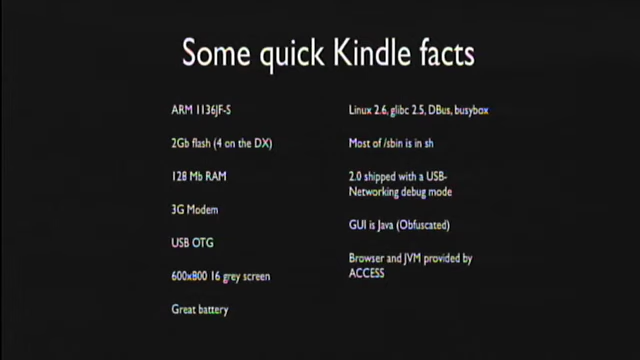 Some quick Kindle facts
ARM 1136JF-S
2Gb flash (4 on the DX)
128 Mb RAM
3G Modem
USB OTG
600x800 16 grey screen
Great battery
Linux 2.6, glibc 2.5, DBus, busybox
Most of /sbin is in sh
2.0 shipped with a USB-
Networking debug mode
GUI is Java (Obfuscated)
Browser and JVM provided by
ACCESS